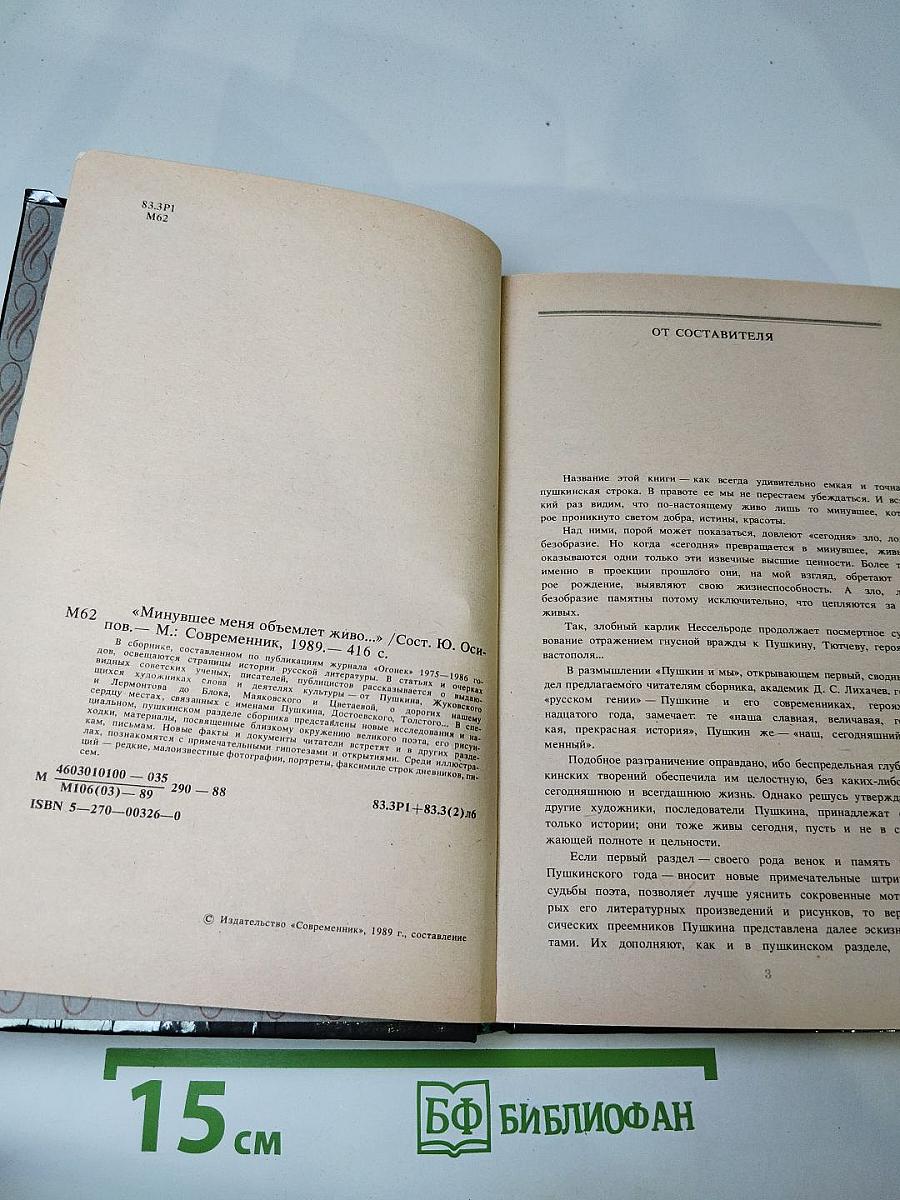 83.3Р1
М62
М62 «Минувшее меня объемлет живо...» /Сост. Ю. Оси-
пов.— М.: Современник, 1989.— 416 с.
В сборнике, составленном по публикациям журнала «Огонек» 1975—1986 го-
дов, освещаются страницы истории русской литературы. В статьях и очерках
видных советских ученых, писателей, публицистов рассказывается о выдаю-
щихся художниках слова и деятелях культуры — от Пушкина, Жуковского
и Лермонтова до Блока, Маяковского и Цветаевой, о дорогих нашему
сердцу местах, связанных с именами Пушкина, Достоевского, Толстого... В спе-
циальном, пушкинском разделе сборника представлены новые исследования и на-
ходки, материалы, посвященные близкому окружению великого поэта, его рисун-
кам, письмам. Новые факты и документы читатели встретят и в других разде-
лах, познакомятся с примечательными гипотезами и открытиями. Среди иллюстра-
ций — редкие, малоизвестные фотографии, портреты, факсимиле строк дневников, пи-
сем.
М 4603010100 — 035
М106(03) — 89 290 — 88
83.3Р1+83.3(2)л6
ISBN 5—270—00326—0
© Издательство «Современник», 1989 г., составление
ОТ СОСТАВИТЕЛЯ
Название этой книги — как всегда удивительно емкая и точна
пушкинская строка. В правоте ее мы не перестаем убеждаться. И вс
кий раз видим, что по-настоящему живо лишь то минувшее, кот
рое проникнуто светом добра, истины, красоты.
Над ними, порой может показаться, довлеют «сегодня» зло, ло
безобразие. Но когда «сегодня» превращается в минувшее, жив
оказываются одни только эти извечные высшие ценности. Более т
именно в проекции прошлого они, на мой взгляд, обретают
рое рождение, выявляют свою жизнеспособность. А зло, л
безобразие памятны потому исключительно, что цепляются за
живых.
Так, злобный карлик Нессельроде продолжает посмертное су
вование отражением гнусной вражды к Пушкину, Тютчеву, героя
вастополя...
В размышлении «Пушкин и мы», открывающем первый, сводни
дел предлагаемого читателям сборника, академик Д. С. Лихачев, го
«русском гении» — Пушкине и его современниках, героях
надцатого года, замечает: те «наша славная, величавая, г
кая, прекрасная история», Пушкин же — «наш, сегодняшний
менный».
Подобное разграничение оправдано, ибо беспредельная глуб
кинских творений обеспечила им целостную, без каких-либо
сегодняшнюю и всегдашнюю жизнь. Однако решусь утвержда
другие художники, последователи Пушкина, принадлежат
только истории; они тоже живы сегодня, пусть и не в с
жающей полноте и цельности.
Если первый раздел — своего рода венок и память
Пушкинского года — вносит новые примечательные штри
судьбы поэта, позволяет лучше уяснить сокровенные мот
рых его литературных произведений и рисунков, то вер
сических преемников Пушкина представлена далее эскизн
тами. Их дополняют, как и в пушкинском разделе,
3
15 см
БФ БИБЛИОФАН